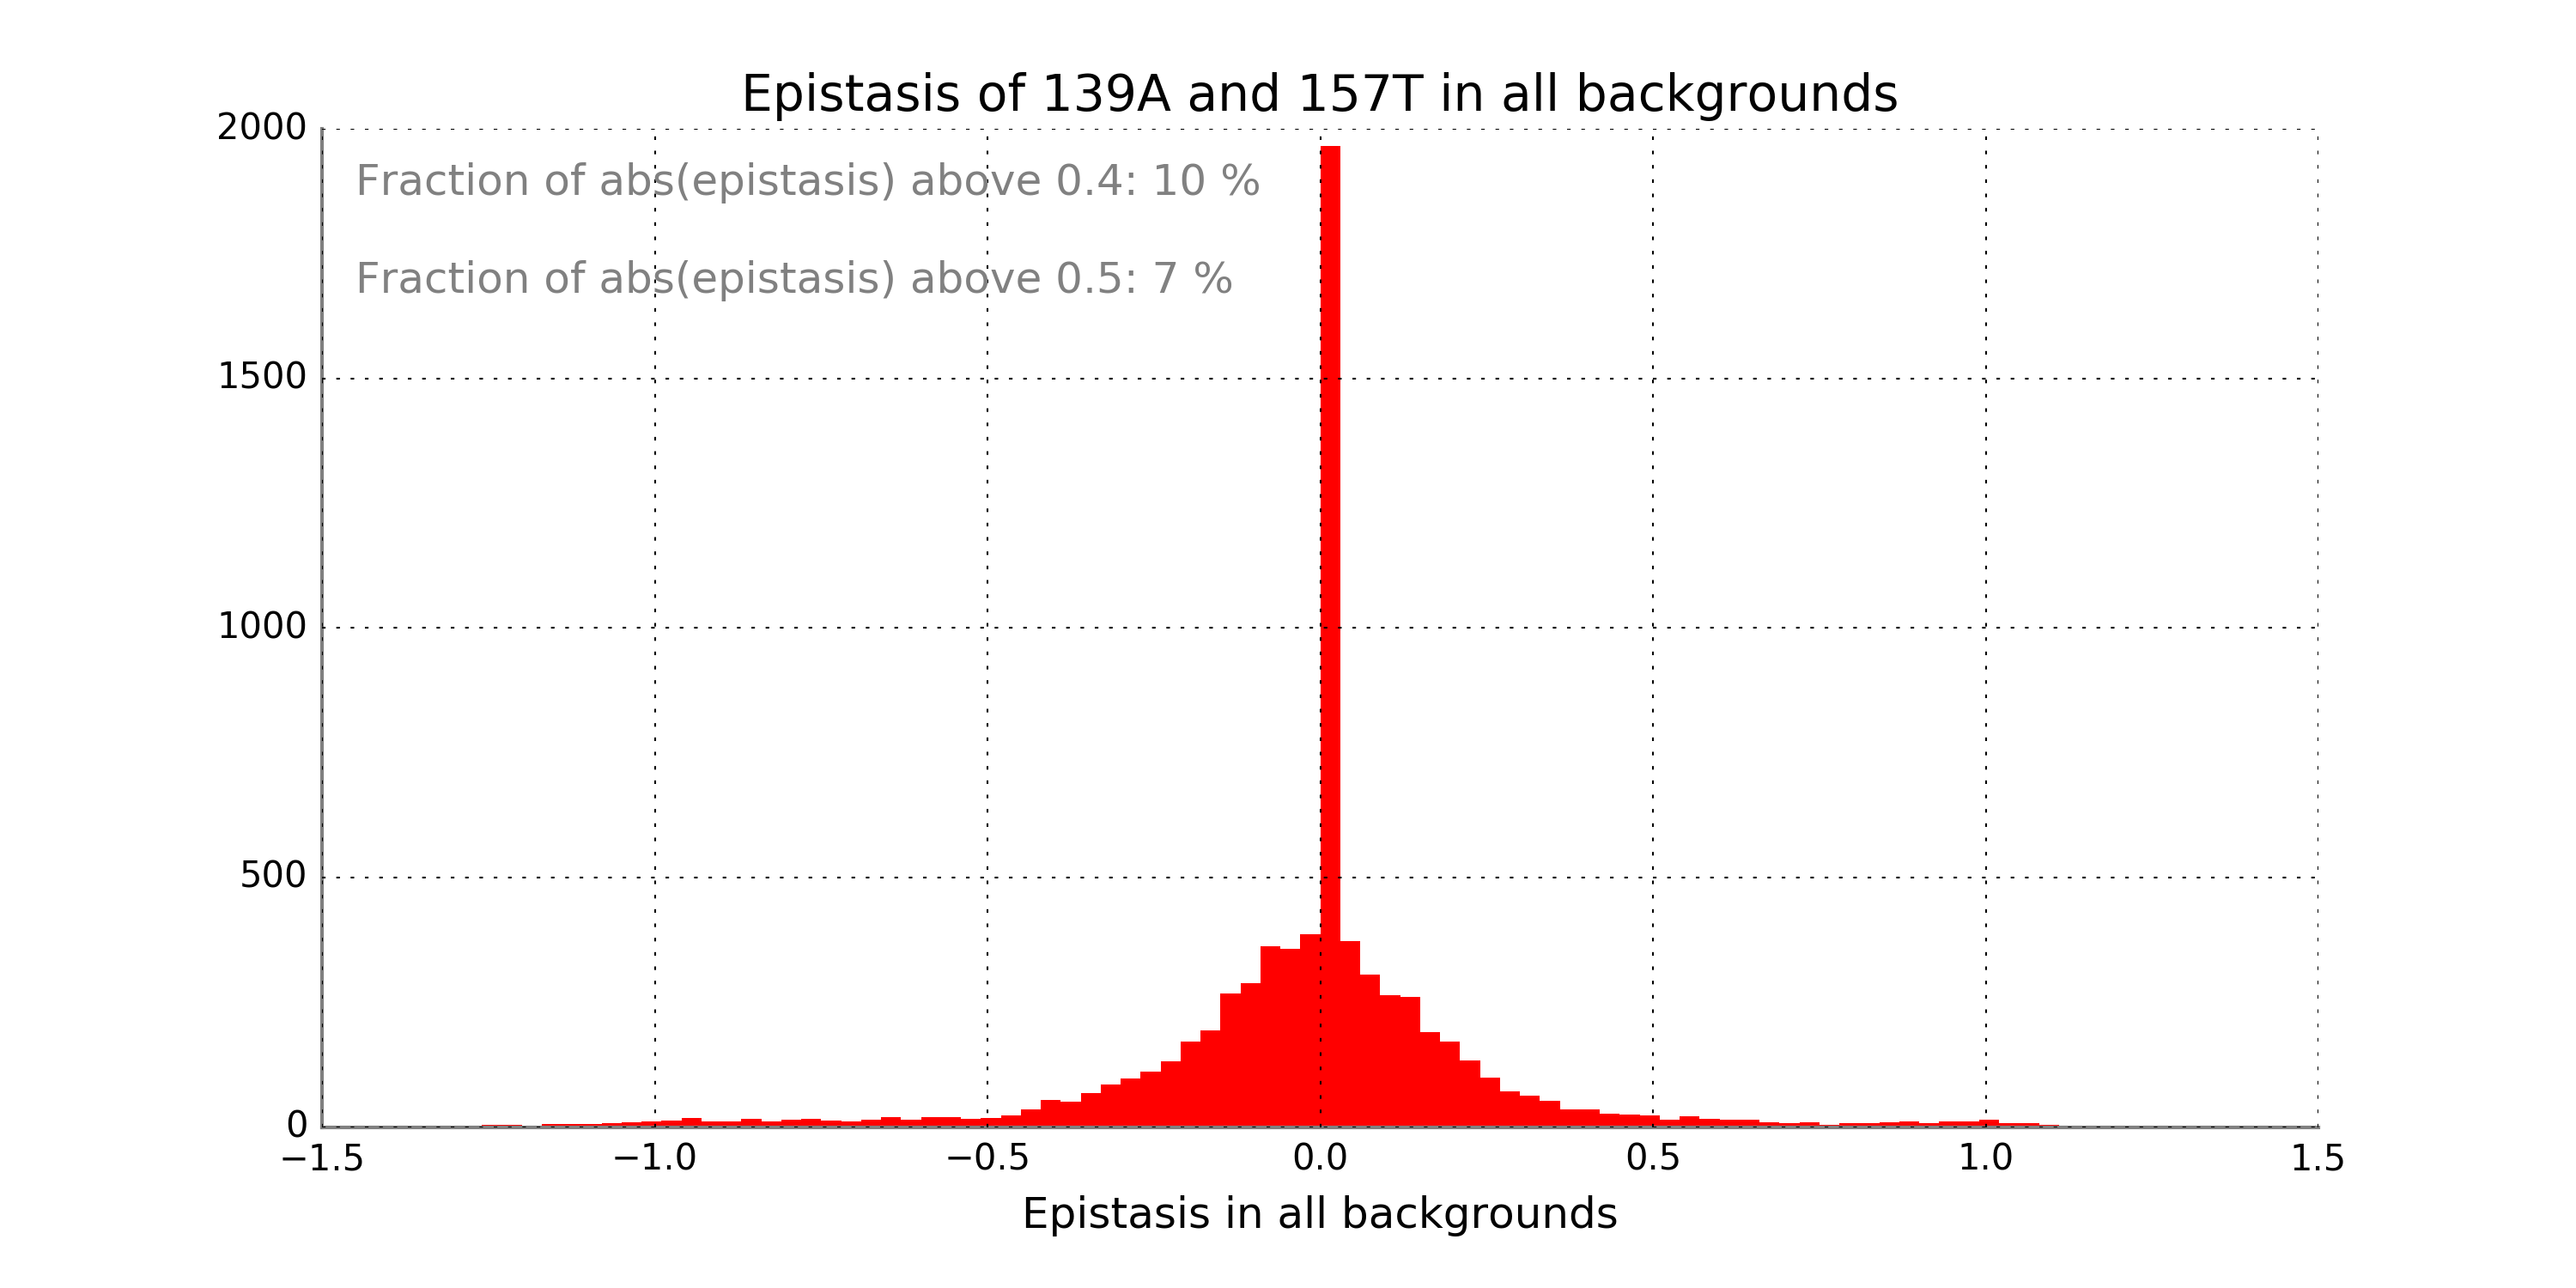 Epistasis of 139A and 157T in all backgrounds
2000
Fraction of abs(epistasis) above 0.4: 10 %
Fraction of abs(epistasis) above 0.5: 7 %
1500
1000
500
0
−1.5 −1.0 −0.5 0.0 0.5 1.0 1.5
Epistasis in all backgrounds